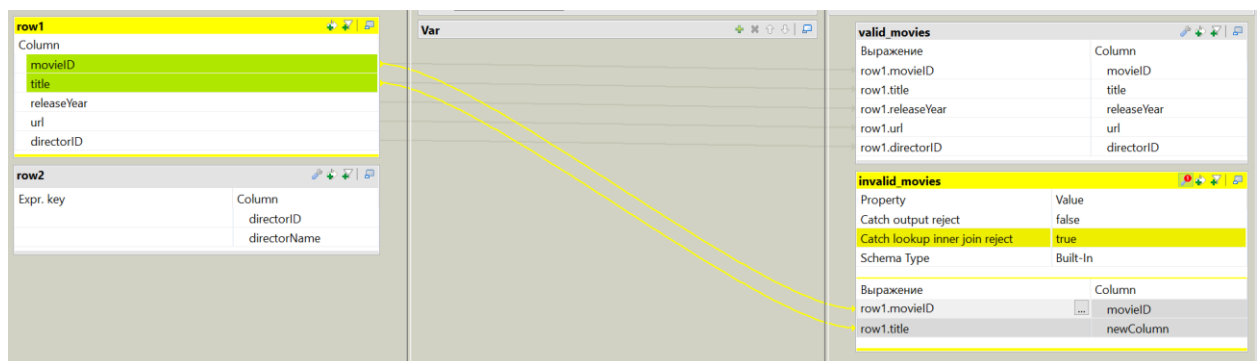 row1
Column
movieID
title
releaseYear
url
directorID
row2
Expr. key Column
directorID
directorName
Var
valid_movies
Выражение Column
row1.movieID movieID
row1.title title
row1.releaseYear releaseYear
row1.url url
row1.directorID directorID
invalid_movies
Property Value
Catch output reject false
Catch lookup inner join reject true
Schema Type Built-In
Выражение Column
row1.movieID ... movieID
row1.title newColumn